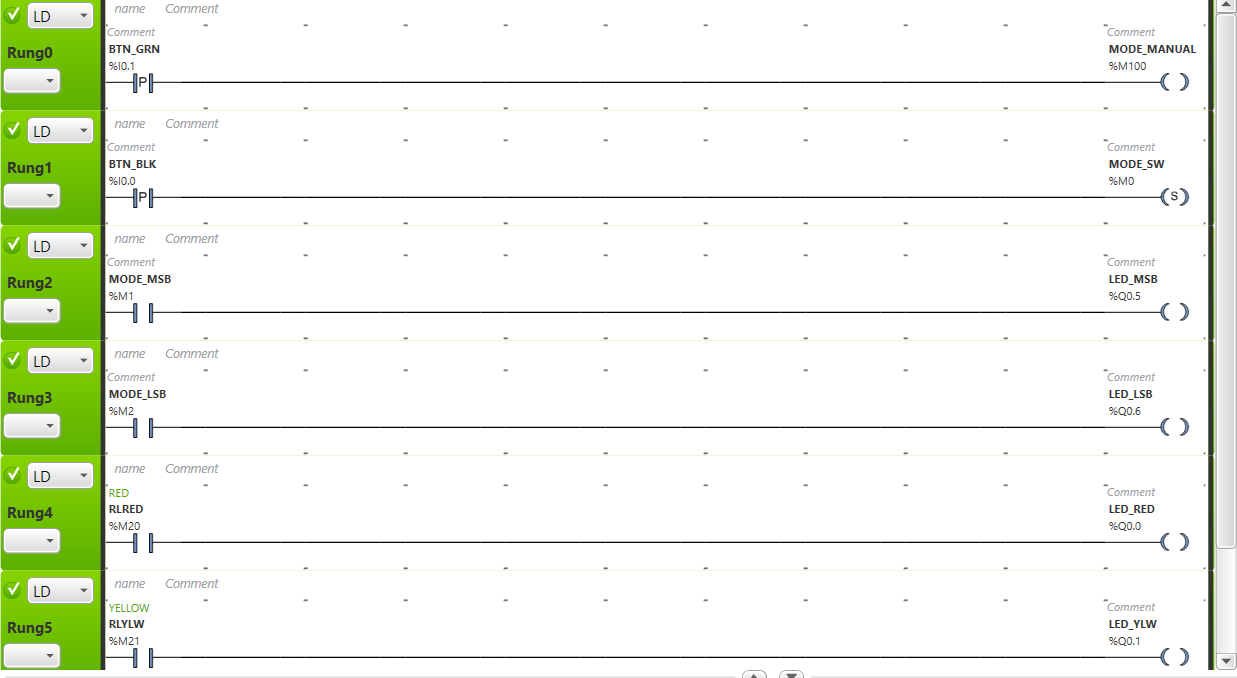 LD
name Comment
Rung0
Comment
BTN_GRN
%I0.1
P
Comment
MODE_MANUAL
%M100
LD
name Comment
Rung1
Comment
BTN_BLK
%I0.0
P
Comment
MODE_SW
%M0
S
LD
name Comment
Rung2
Comment
MODE_MSB
%M1
Comment
LED_MSB
%Q0.5
LD
name Comment
Rung3
Comment
MODE_LSB
%M2
Comment
LED_LSB
%Q0.6
LD
name Comment
Rung4
RED
RLRED
%M20
Comment
LED_RED
%Q0.0
LD
name Comment
Rung5
YELLOW
RLYLW
%M21
Comment
LED_YLW
%Q0.1